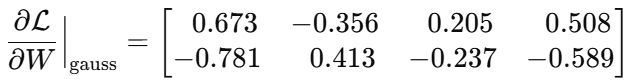 ∂ℒ/∂W |gauss = [ 0.673 −0.356 0.205 0.508
−0.781 0.413 −0.237 −0.589 ]